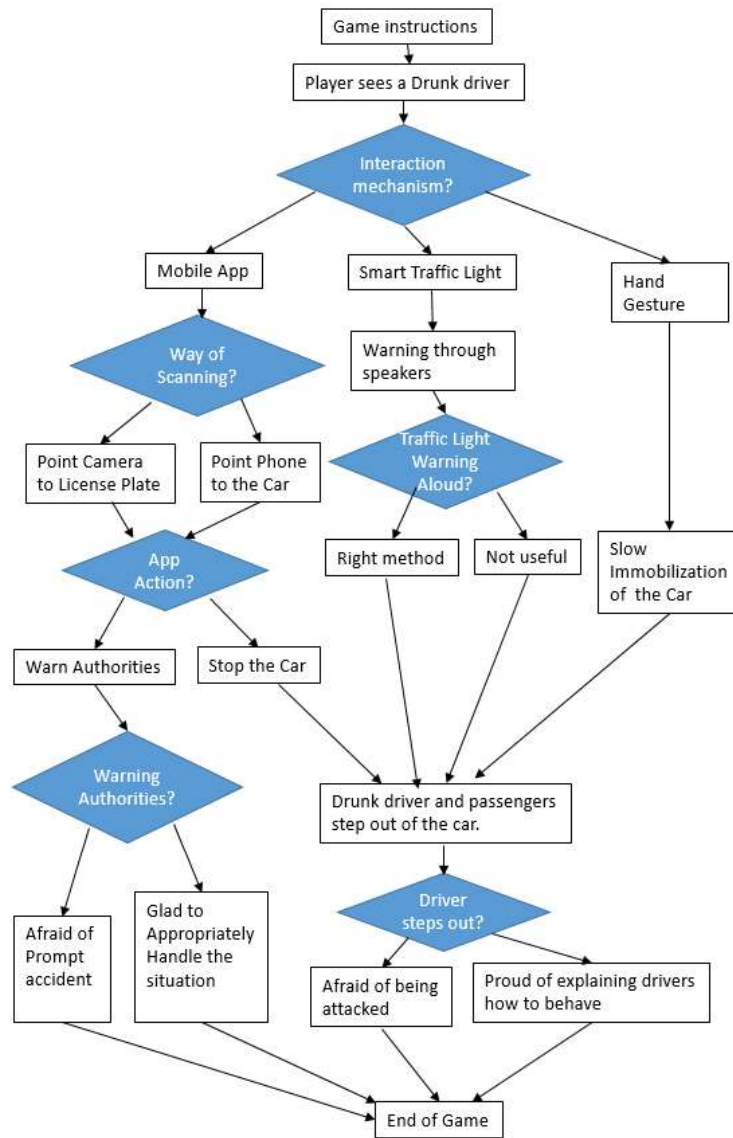 Game instructions
Player sees a Drunk driver
Interaction
mechanism?
Mobile App
Smart Traffic Light
Hand
Gesture
Way of
Scanning?
Warning through
speakers
Point Camera
to License Plate
Point Phone
to the Car
Traffic Light
Warning
Aloud?
App
Action?
Right method
Not useful
Slow
Immobilization
of the Car
Warn Authorities
Stop the Car
Warning
Authorities?
Drunk driver and passengers
step out of the car.
Driver
steps out?
Afraid of
Prompt
accident
Glad to
Appropriately
Handle the
situation
Afraid of being
attacked
Proud of explaining drivers
how to behave
End of Game